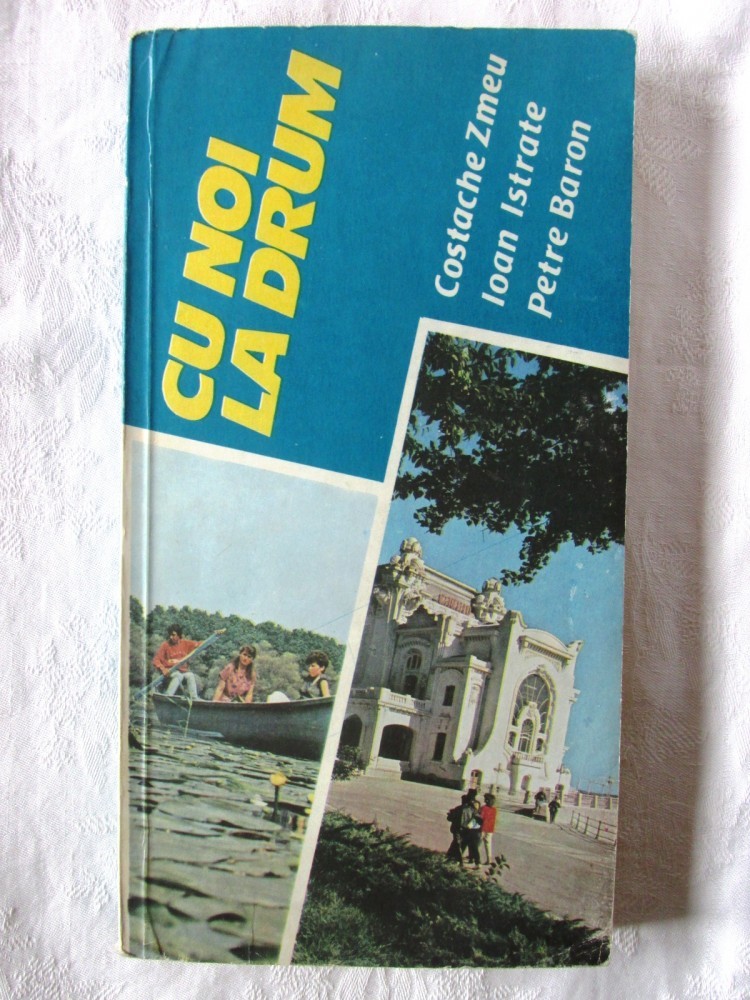 CU NOI
LA DRUM
Costache Zmeu
Ioan Istrate
Petre Baron